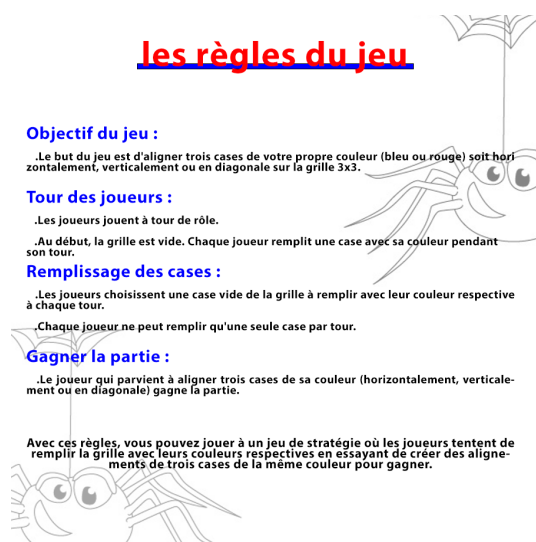 les règles du jeu
Objectif du jeu :
.Le but du jeu est d'aligner trois cases de votre propre couleur (bleu ou rouge) soit hori
zontalement, verticalement ou en diagonale sur la grille 3x3.
Tour des joueurs :
.Les joueurs jouent à tour de rôle.
.Au début, la grille est vide. Chaque joueur remplit une case avec sa couleur pendant
son tour.
Remplissage des cases :
.Les joueurs choisissent une case vide de la grille à remplir avec leur couleur respective
à chaque tour.
.Chaque joueur ne peut remplir qu'une seule case par tour.
Gagner la partie :
.Le joueur qui parvient à aligner trois cases de sa couleur (horizontalement, verticale-
ment ou en diagonale) gagne la partie.
Avec ces règles, vous pouvez jouer à un jeu de stratégie où les joueurs tentent de
remplir la grille avec leurs couleurs respectives en essayant de créer des aligne-
ments de trois cases de la même couleur pour gagner.